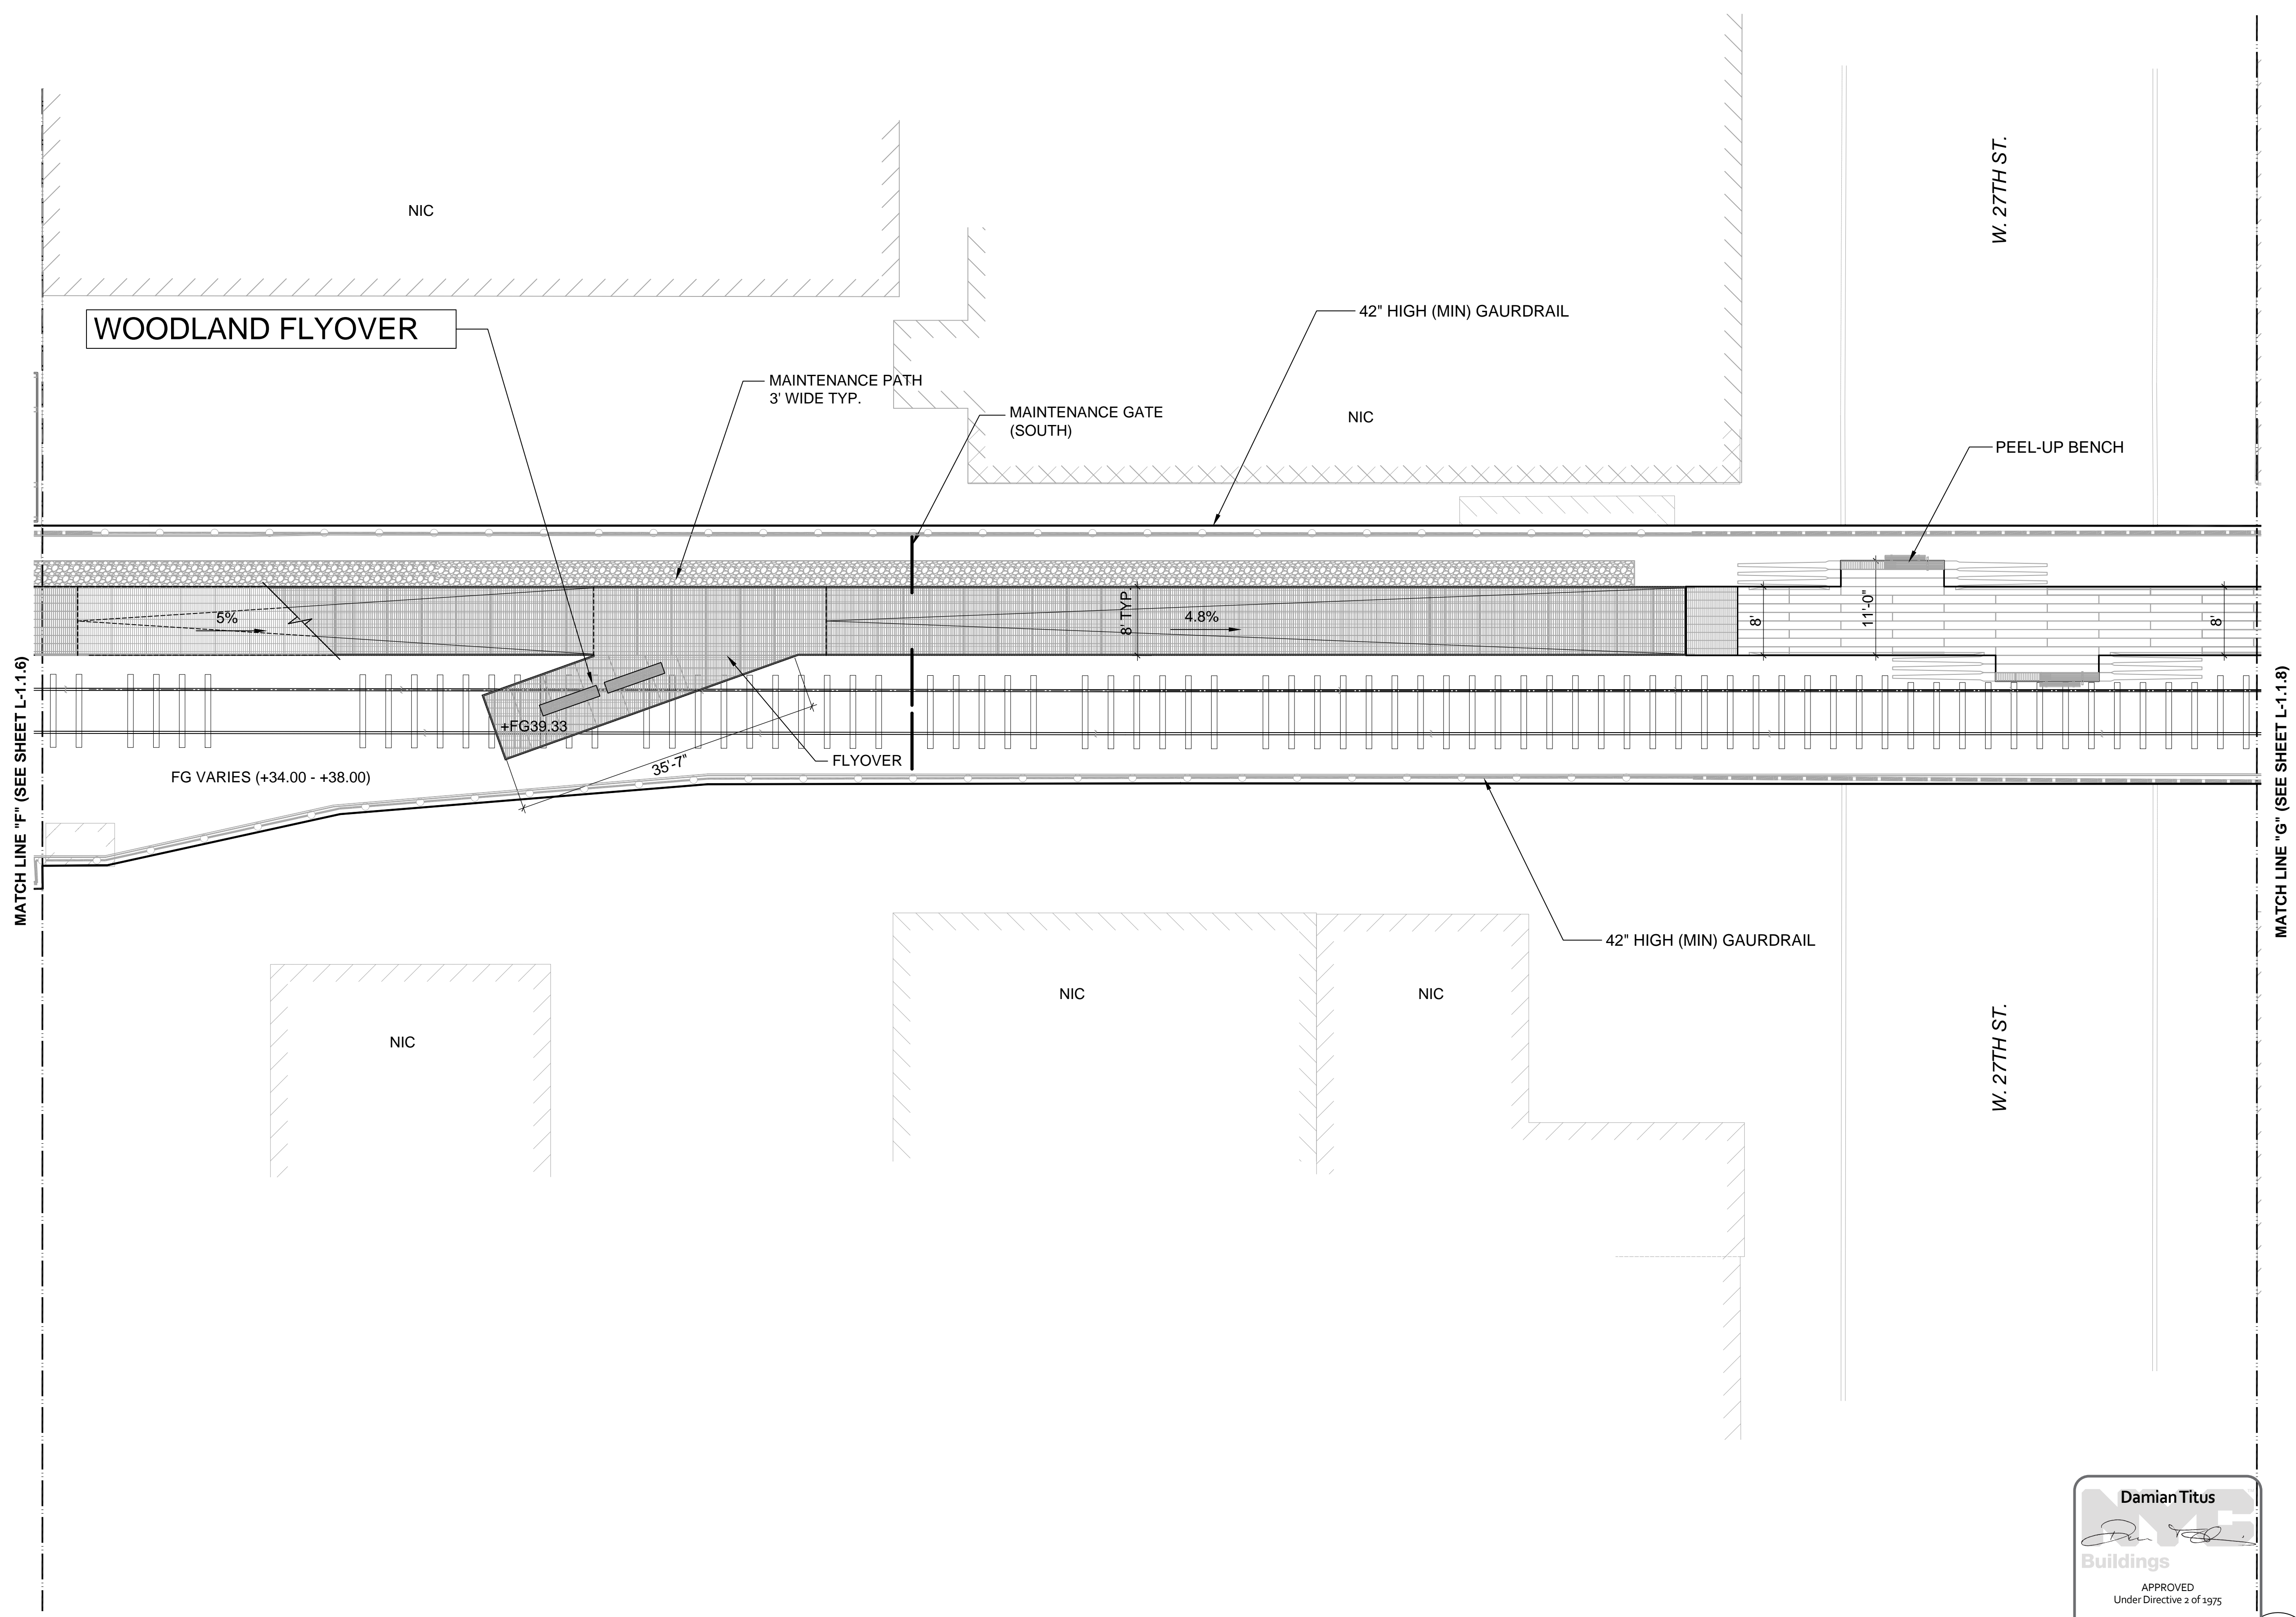 W. 27TH ST.
NIC
WOODLAND FLYOVER
42" HIGH (MIN) GAURDRAIL
MAINTENANCE PATH
3' WIDE TYP.
MAINTENANCE GATE
(SOUTH)
NIC
PEEL-UP BENCH
5%
8' TYP.
4.8%
8'
11'-0"
8'
MATCH LINE "F" (SEE SHEET L-1.1.6)
MATCH LINE "G" (SEE SHEET L-1.1.8)
+FG39.33
35'-7"
FLYOVER
FG VARIES (+34.00 - +38.00)
42" HIGH (MIN) GAURDRAIL
NIC
NIC
NIC
W. 27TH ST.
Damian Titus
NYC
Buildings
APPROVED
Under Directive 2 of 1975